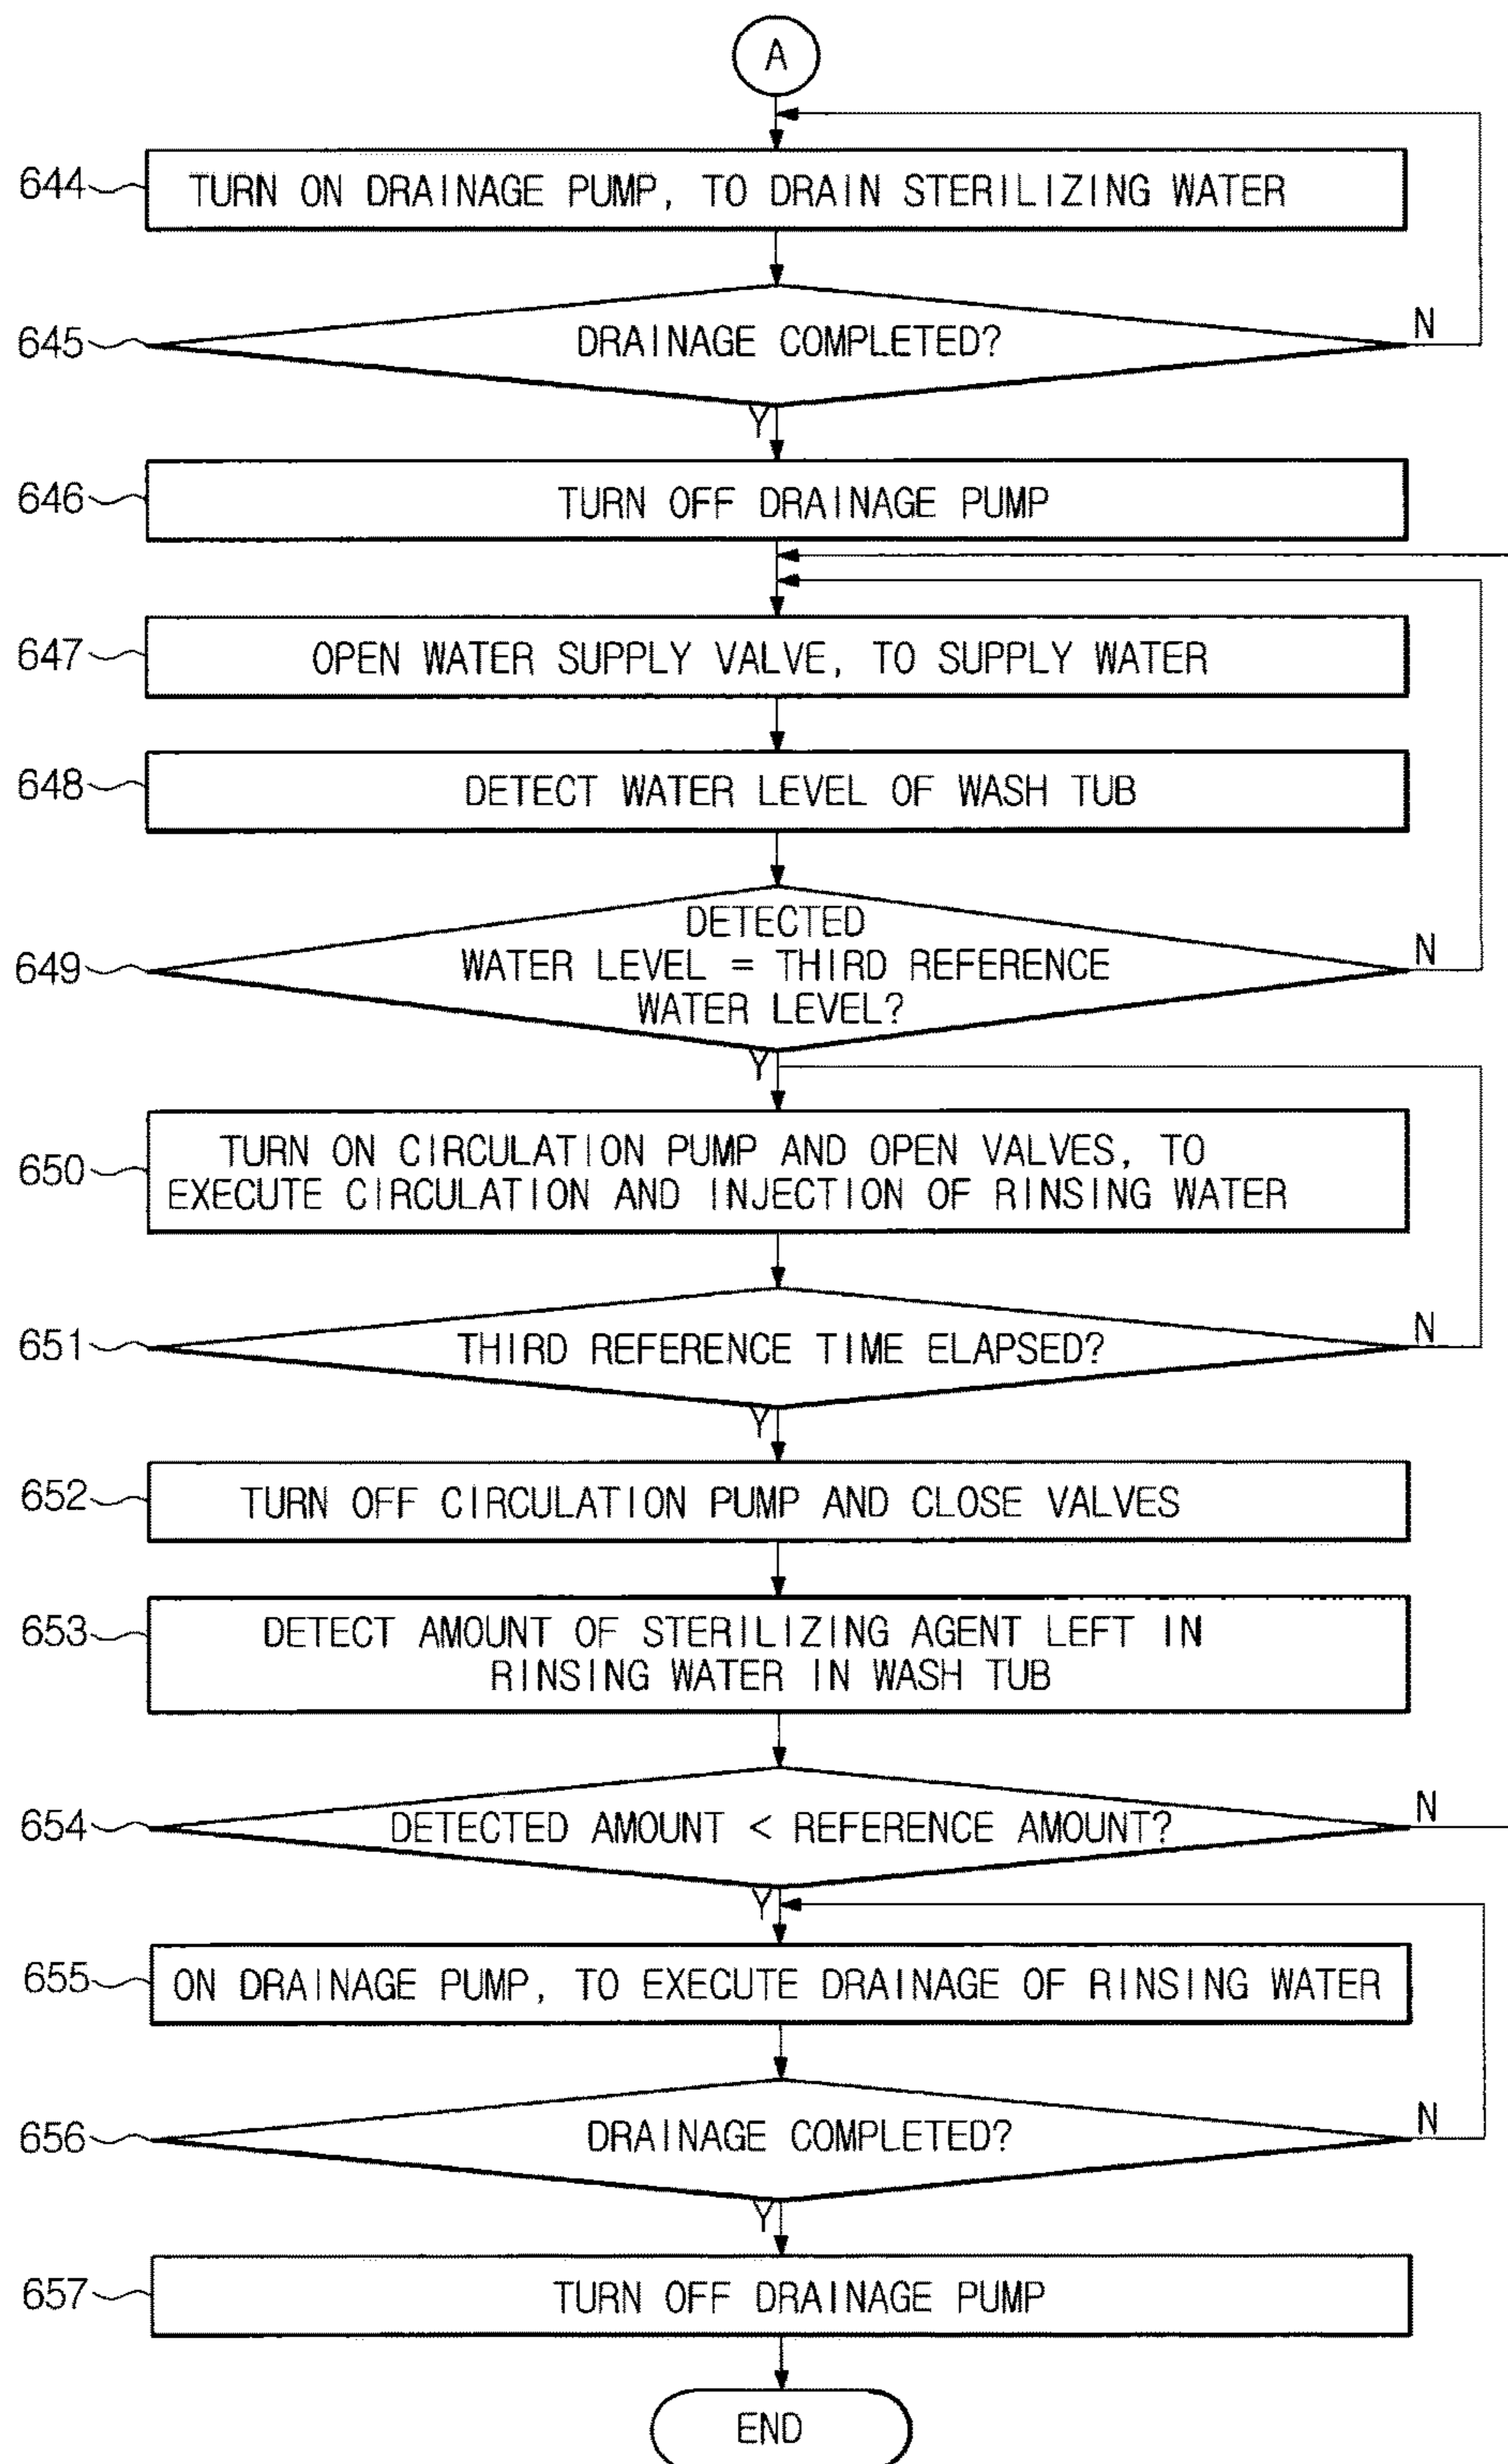 A
644
TURN ON DRAINAGE PUMP, TO DRAIN STERILIZING WATER
645
DRAINAGE COMPLETED?
N
Y
646
TURN OFF DRAINAGE PUMP
647
OPEN WATER SUPPLY VALVE, TO SUPPLY WATER
648
DETECT WATER LEVEL OF WASH TUB
649
DETECTED
WATER LEVEL = THIRD REFERENCE
WATER LEVEL?
N
Y
650
TURN ON CIRCULATION PUMP AND OPEN VALVES, TO
EXECUTE CIRCULATION AND INJECTION OF RINSING WATER
651
THIRD REFERENCE TIME ELAPSED?
N
Y
652
TURN OFF CIRCULATION PUMP AND CLOSE VALVES
653
DETECT AMOUNT OF STERILIZING AGENT LEFT IN
RINSING WATER IN WASH TUB
654
DETECTED AMOUNT < REFERENCE AMOUNT?
N
Y
655
ON DRAINAGE PUMP, TO EXECUTE DRAINAGE OF RINSING WATER
656
DRAINAGE COMPLETED?
N
Y
657
TURN OFF DRAINAGE PUMP
END